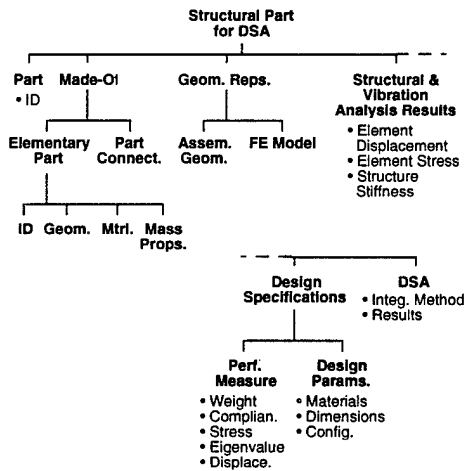 Structural Part
for DSA
Part
Made-Of
Geom. Reps.
Structural &
Vibration
Analysis Results
• ID
• Element
Displacement
• Element Stress
• Structure
Stiffness
Elementary
Part
Part
Connect.
Assem.
Geom.
FE Model
ID
Geom.
Mtrl.
Mass
Props.
Design
Specifications
DSA
• Integ. Method
• Results
Perf.
Measure
• Weight
• Complian.
• Stress
• Eigenvalue
• Displace.
Design
Params.
• Materials
• Dimensions
• Config.